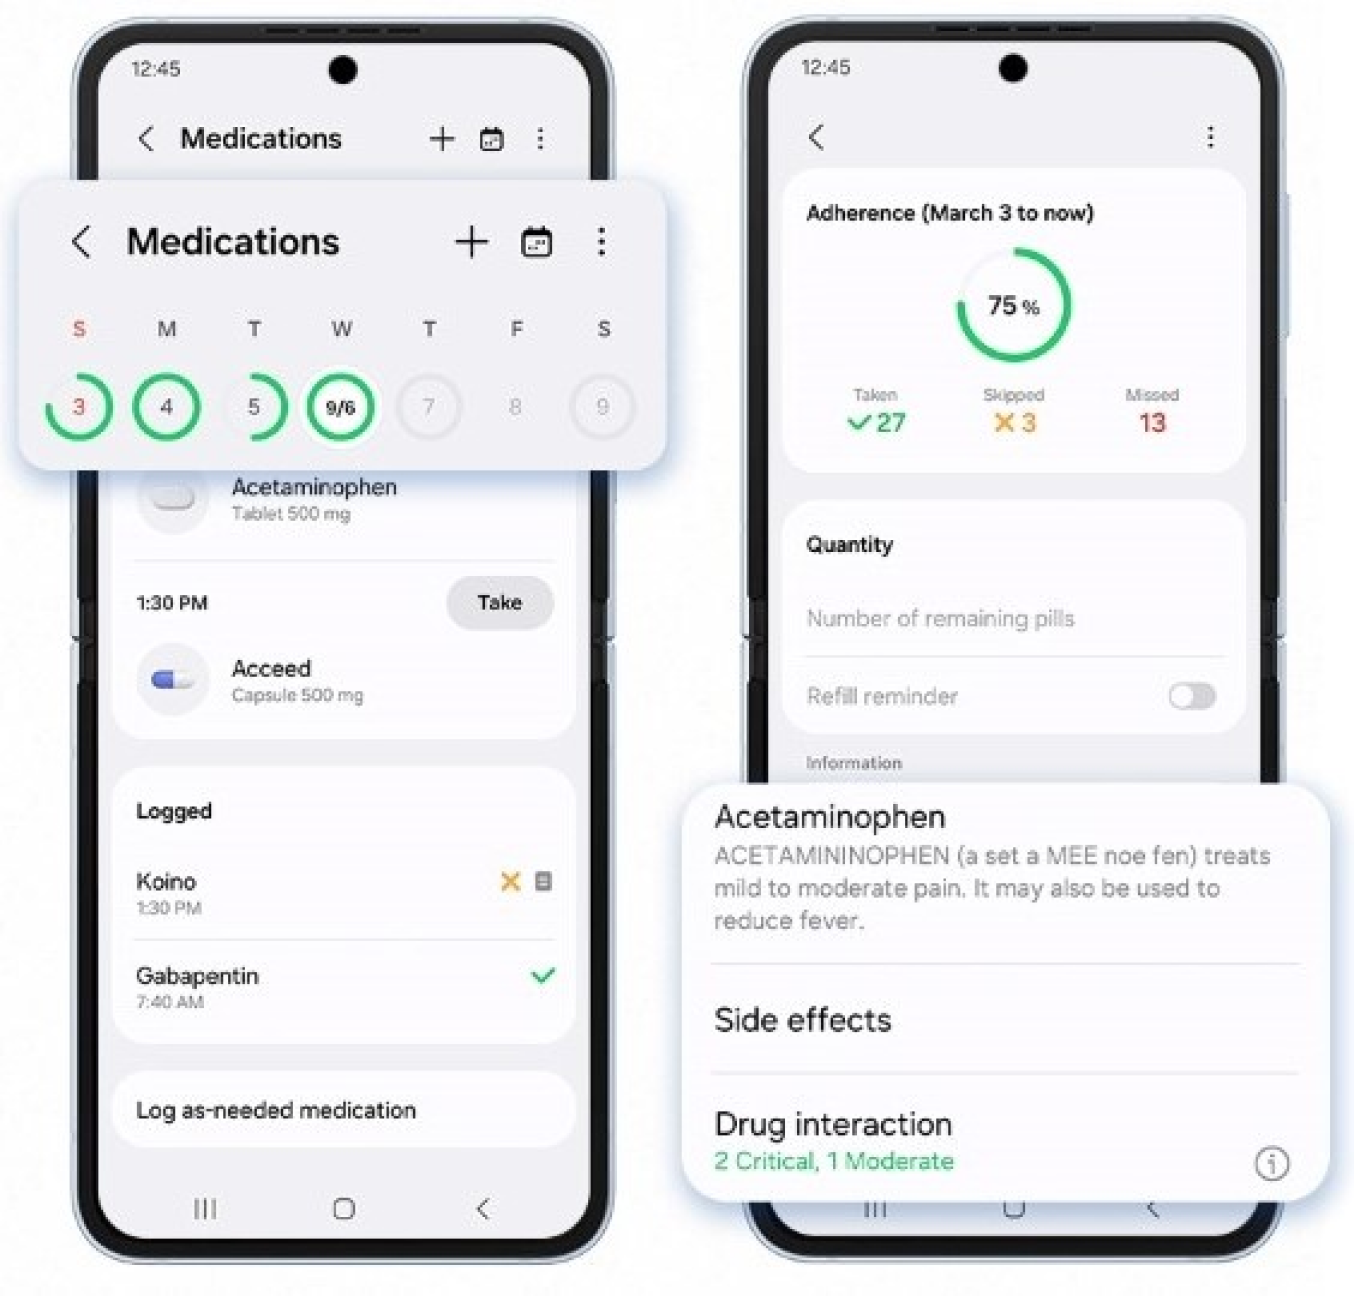 12:45
Medications
Medications
S M T W T F S
3 4 5 9/6 7 8 9
Acetaminophen
Tablet 500 mg
1:30 PM Take
Acceed
Capsule 500 mg
Logged
Koino
1:30 PM
Gabapentin
7:40 AM
Log as-needed medication
12:45
Adherence (March 3 to now)
75 %
Taken Skipped Missed
27 3 13
Quantity
Number of remaining pills
Refill reminder
Information
Acetaminophen
ACETAMININOPHEN (a set a MEE noe fen) treats
mild to moderate pain. It may also be used to
reduce fever.
Side effects
Drug interaction
2 Critical, 1 Moderate